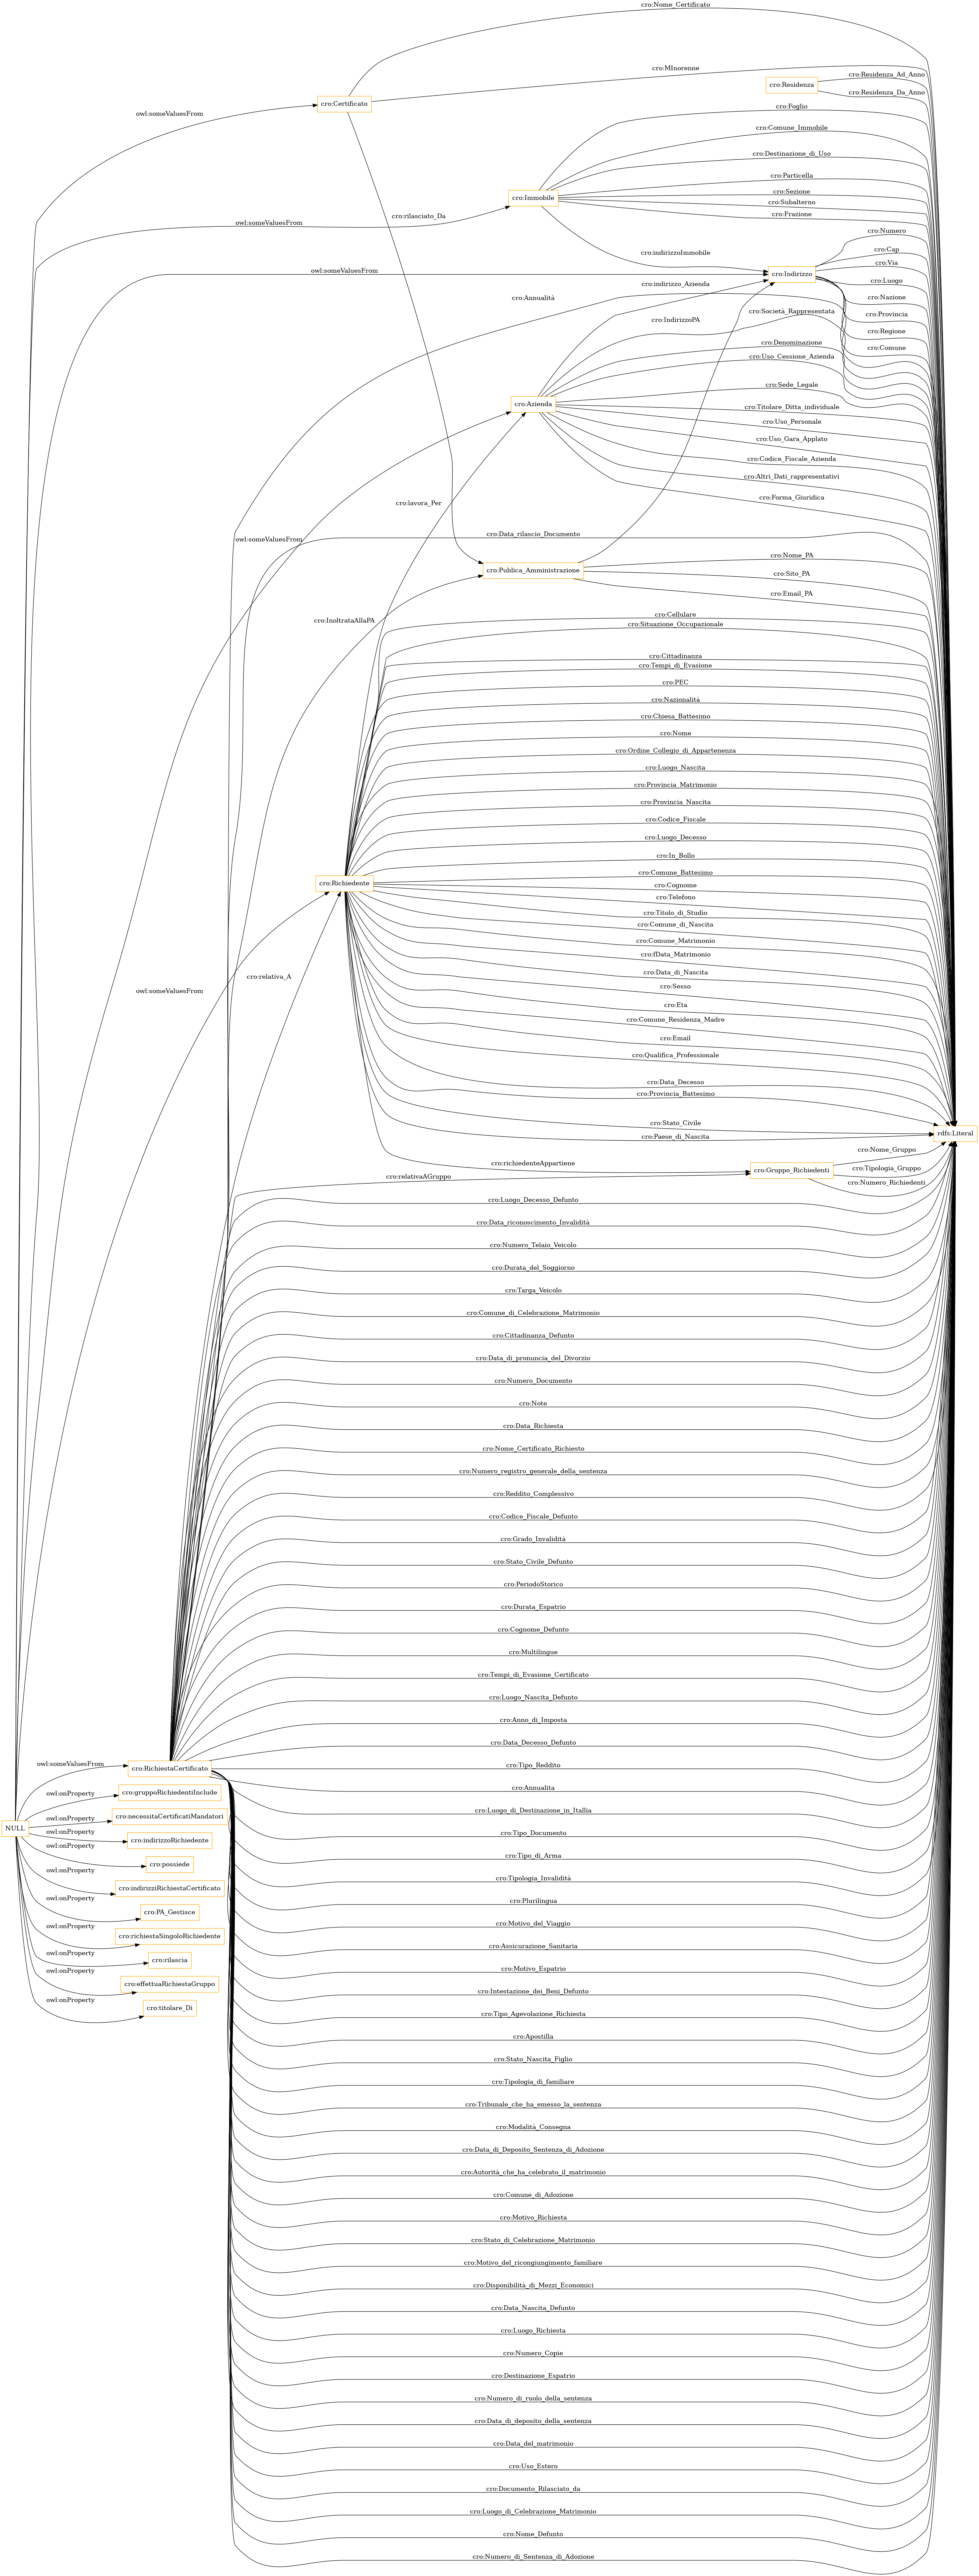 cro:Nome_Certificato
cro:MInorenne
cro:Residenza_Ad_Anno
cro:Residenza
cro:Residenza_Da_Anno
cro:Certificato
owl:someValuesFrom
cro:Foglio
cro:Comune_Immobile
cro:Destinazione_di_Uso
cro:Particella
cro:Sezione
cro:Immobile
cro:Subalterno
cro:Frazione
cro:rilasciato_Da
owl:someValuesFrom
cro:Numero
cro:indirizzoImmobile
cro:Cap
cro:Via
owl:someValuesFrom
cro:Indirizzo
cro:Luogo
cro:indirizzo_Azienda
cro:Annualità
cro:Nazione
cro:Società_Rappresentata
cro:Provincia
cro:IndirizzoPA
cro:Regione
cro:Denominazione
cro:Comune
cro:Uso_Cessione_Azienda
cro:Sede_Legale
cro:Azienda
cro:Titolare_Ditta_individuale
cro:Uso_Personale
cro:Uso_Gara_Applato
cro:Codice_Fiscale_Azienda
cro:Altri_Dati_rappresentativi
cro:Forma_Giuridica
cro:lavora_Per
cro:Data_rilascio_Documento
owl:someValuesFrom
cro:Nome_PA
cro:Publica_Amministrazione
cro:Sito_PA
cro:Email_PA
cro:Cellulare
cro:InoltrataAllaPA
cro:Situazione_Occupazionale
cro:Cittadinanza
cro:Tempi_di_Evasione
cro:PEC
cro:Nazionalità
cro:Chiesa_Battesimo
cro:Nome
cro:Ordine_Collegio_di_Appartenenza
cro:Luogo_Nascita
cro:Provincia_Matrimonio
cro:Provincia_Nascita
cro:Codice_Fiscale
cro:Luogo_Decesso
cro:In_Bollo
cro:Comune_Battesimo
cro:Richiedente
cro:Cognome
cro:Telefono
cro:Titolo_di_Studio
cro:Comune_di_Nascita
cro:Comune_Matrimonio
cro:fData_Matrimonio
cro:relativa_A
cro:Data_di_Nascita
owl:someValuesFrom
cro:Sesso
cro:Eta
cro:Comune_Residenza_Madre
cro:Email
cro:Qualifica_Professionale
cro:Data_Decesso
cro:Provincia_Battesimo
cro:Stato_Civile
rdfs:Literal
cro:Paese_di_Nascita
cro:Nome_Gruppo
cro:richiedenteAppartiene
cro:Gruppo_Richiedenti
cro:Tipologia_Gruppo
cro:relativaAGruppo
cro:Numero_Richiedenti
cro:Luogo_Decesso_Defunto
cro:Data_riconoscimento_Invalidità
cro:Numero_Telaio_Veicolo
cro:Durata_del_Soggiorno
cro:Targa_Veicolo
cro:Comune_di_Celebrazione_Matrimonio
cro:Cittadinanza_Defunto
cro:Data_di_pronuncia_del_Divorzio
cro:Numero_Documento
cro:Note
cro:Data_Richiesta
cro:Nome_Certificato_Richiesto
cro:Numero_registro_generale_della_sentenza
cro:Reddito_Complessivo
cro:Codice_Fiscale_Defunto
cro:Grado_Invalidità
cro:Stato_Civile_Defunto
cro:PeriodoStorico
cro:Durata_Espatrio
cro:Cognome_Defunto
cro:Multilingue
cro:Tempi_di_Evasione_Certificato
cro:Luogo_Nascita_Defunto
cro:Anno_di_Imposta
cro:Data_Decesso_Defunto
owl:someValuesFrom
cro:RichiestaCertificato
cro:Tipo_Reddito
cro:Annualita
owl:onProperty
cro:gruppoRichiedentiInclude
cro:Luogo_di_Destinazione_in_Itallia
owl:onProperty
cro:necessitaCertificatiMandatori
NULL
cro:Tipo_Documento
owl:onProperty
cro:indirizzoRichiedente
owl:onProperty
cro:Tipo_di_Arma
cro:possiede
owl:onProperty
cro:Tipologia_Invalidità
cro:indirizziRichiestaCertificato
owl:onProperty
cro:Plurilingua
cro:PA_Gestisce
owl:onProperty
cro:Motivo_del_Viaggio
cro:richiestaSingoloRichiedente
owl:onProperty
cro:Assicurazione_Sanitaria
cro:rilascia
owl:onProperty
cro:Motivo_Espatrio
cro:effettuaRichiestaGruppo
owl:onProperty
cro:Intestazione_dei_Beni_Defunto
cro:titolare_Di
cro:Tipo_Agevolazione_Richiesta
cro:Apostilla
cro:Stato_Nascita_Figlio
cro:Tipologia_di_familiare
cro:Tribunale_che_ha_emesso_la_sentenza
cro:Modalità_Consegna
cro:Data_di_Deposito_Sentenza_di_Adozione
cro:Autorità_che_ha_celebrato_il_matrimonio
cro:Comune_di_Adozione
cro:Motivo_Richiesta
cro:Stato_di_Celebrazione_Matrimonio
cro:Motivo_del_ricongiungimento_familiare
cro:Disponibilità_di_Mezzi_Economici
cro:Data_Nascita_Defunto
cro:Luogo_Richiesta
cro:Numero_Copie
cro:Destinazione_Espatrio
cro:Numero_di_ruolo_della_sentenza
cro:Data_di_deposito_della_sentenza
cro:Data_del_matrimonio
cro:Uso_Estero
cro:Documento_Rilasciato_da
cro:Luogo_di_Celebrazione_Matrimonio
cro:Nome_Defunto
cro:Numero_di_Sentenza_di_Adozione